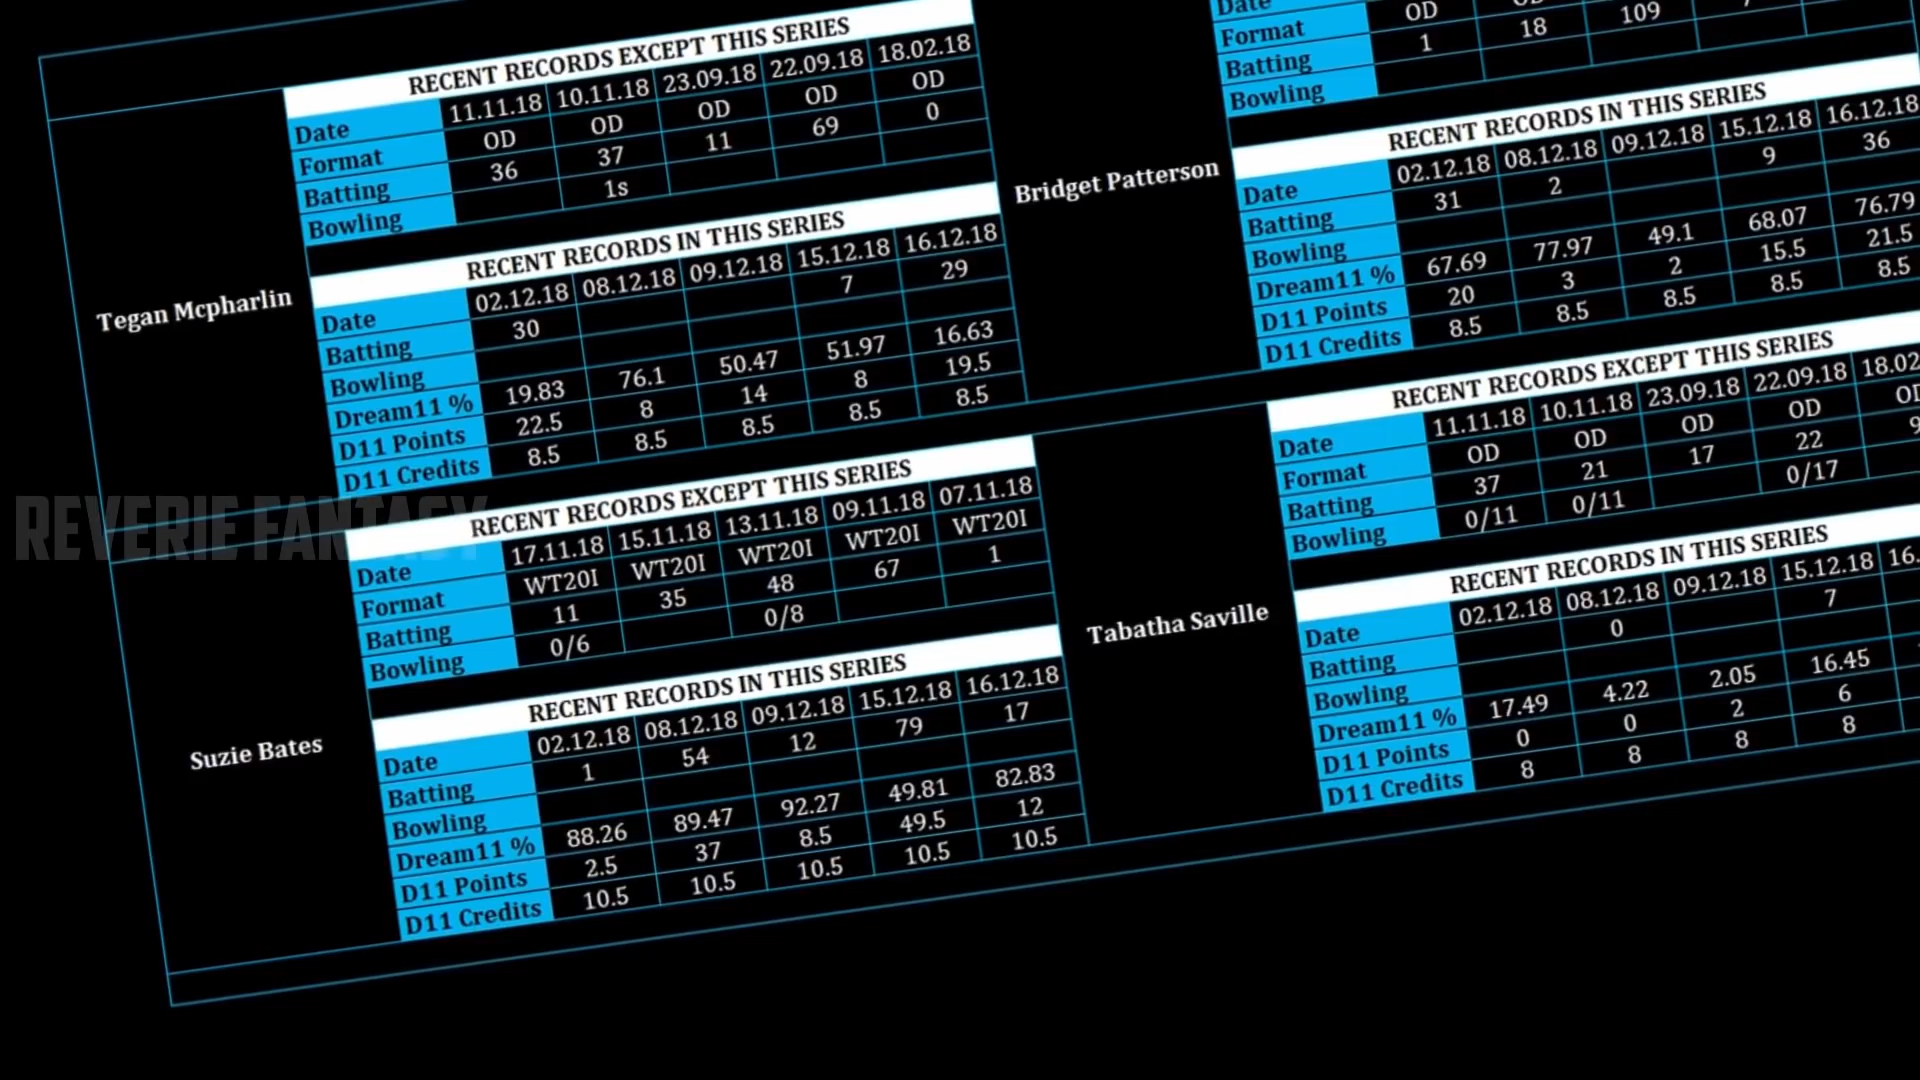 RECENT RECORDS EXCEPT THIS SERIES
Date 11.11.18 10.11.18 23.09.18 22.09.18 18.02.18
Format OD OD OD OD OD
Batting 36 37 11 69 0
Bowling 1s
Tegan Mcpharlin
RECENT RECORDS IN THIS SERIES
Date 02.12.18 08.12.18 09.12.18 15.12.18 16.12.18
Batting 30 7 29
Bowling
Dream11 % 19.83 76.1 50.47 51.97 16.63
D11 Points 22.5 8 14 8 19.5
D11 Credits 8.5 8.5 8.5 8.5 8.5
Date
Format OD
Batting 1 18 109
Bowling
Bridget Patterson
RECENT RECORDS IN THIS SERIES
Date 02.12.18 08.12.18 09.12.18 15.12.18 16.12.18
Batting 31 2 9 36
Bowling
Dream11 % 67.69 77.97 49.1 68.07 76.79
D11 Points 20 3 2 15.5 21.5
D11 Credits 8.5 8.5 8.5 8.5 8.5
REVERIE FANTASY
RECENT RECORDS EXCEPT THIS SERIES
Date 17.11.18 15.11.18 13.11.18 09.11.18 07.11.18
Format WT20I WT20I WT20I WT20I WT20I
Batting 11 35 48 67 1
Bowling 0/6 0/8
Suzie Bates
RECENT RECORDS IN THIS SERIES
Date 02.12.18 08.12.18 09.12.18 15.12.18 16.12.18
Batting 1 54 12 79 17
Bowling
Dream11 % 88.26 89.47 92.27 49.81 82.83
D11 Points 2.5 37 8.5 49.5 12
D11 Credits 10.5 10.5 10.5 10.5 10.5
RECENT RECORDS EXCEPT THIS SERIES
Date 11.11.18 10.11.18 23.09.18 22.09.18 18.02
Format OD OD OD OD OD
Batting 37 21 17 22 9
Bowling 0/11 0/11 0/17
Tabatha Saville
RECENT RECORDS IN THIS SERIES
Date 02.12.18 08.12.18 09.12.18 15.12.18 16.
Batting 0 7
Bowling
Dream11 % 17.49 4.22 2.05 16.45
D11 Points 0 0 2 6
D11 Credits 8 8 8 8